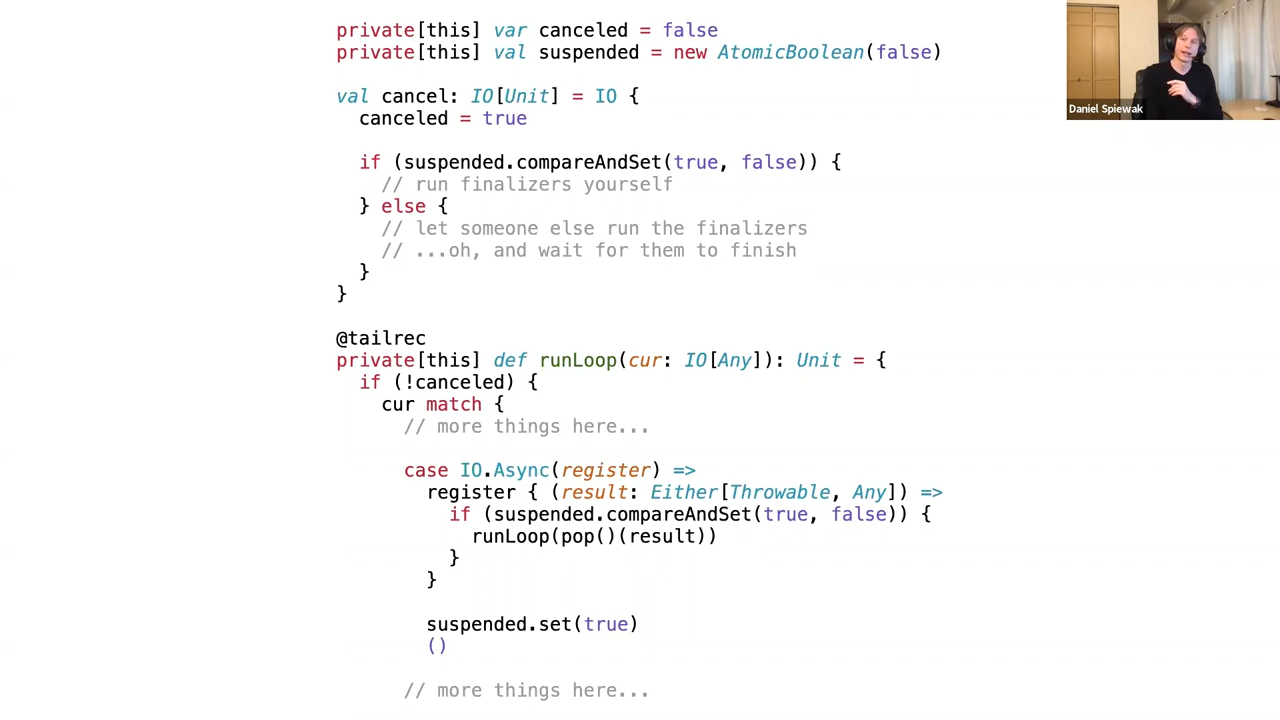 private[this] var canceled = false
private[this] val suspended = new AtomicBoolean(false)
val cancel: IO[Unit] = IO {
canceled = true
if (suspended.compareAndSet(true, false)) {
// run finalizers yourself
} else {
// let someone else run the finalizers
// ...oh, and wait for them to finish
}
}
@tailrec
private[this] def runLoop(cur: IO[Any]): Unit = {
if (!canceled) {
cur match {
// more things here...
case IO.Async(register) =>
register { (result: Either[Throwable, Any]) =>
if (suspended.compareAndSet(true, false)) {
runLoop(pop()(result))
}
}
suspended.set(true)
()
// more things here...
Daniel Spiewak